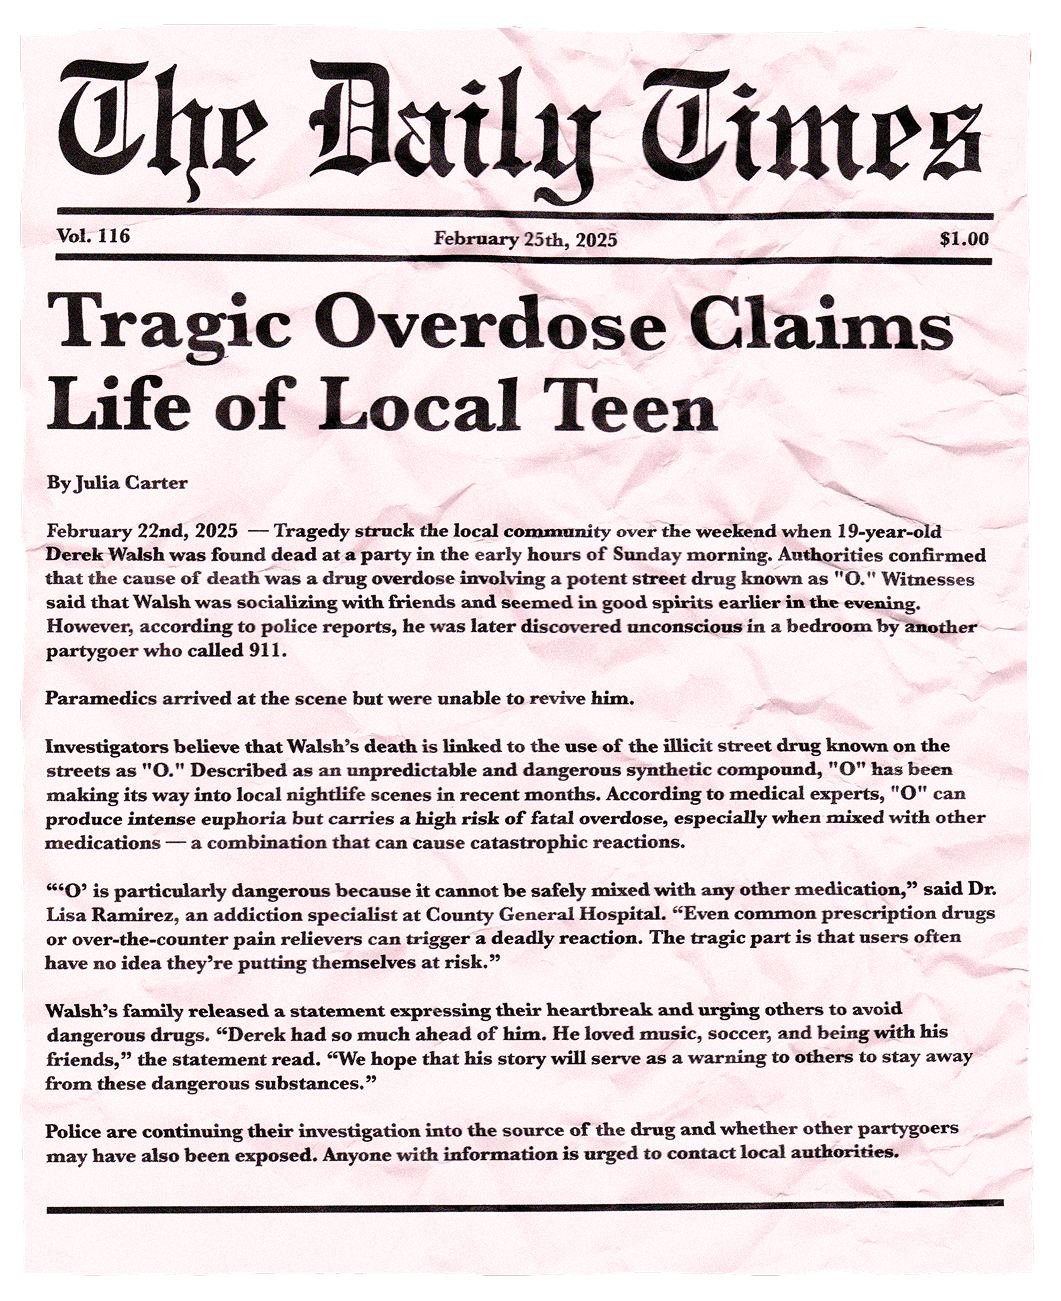 The Daily Times
Vol. 116 February 25th, 2025 $1.00
Tragic Overdose Claims
Life of Local Teen
By Julia Carter
February 22nd, 2025 — Tragedy struck the local community over the weekend when 19-year-old
Derek Walsh was found dead at a party in the early hours of Sunday morning. Authorities confirmed
that the cause of death was a drug overdose involving a potent street drug known as "O." Witnesses
said that Walsh was socializing with friends and seemed in good spirits earlier in the evening.
However, according to police reports, he was later discovered unconscious in a bedroom by another
partygoer who called 911.
Paramedics arrived at the scene but were unable to revive him.
Investigators believe that Walsh’s death is linked to the use of the illicit street drug known on the
streets as "O." Described as an unpredictable and dangerous synthetic compound, "O" has been
making its way into local nightlife scenes in recent months. According to medical experts, "O" can
produce intense euphoria but carries a high risk of fatal overdose, especially when mixed with other
medications — a combination that can cause catastrophic reactions.
“‘O’ is particularly dangerous because it cannot be safely mixed with any other medication,” said Dr.
Lisa Ramirez, an addiction specialist at County General Hospital. “Even common prescription drugs
or over-the-counter pain relievers can trigger a deadly reaction. The tragic part is that users often
have no idea they’re putting themselves at risk.”
Walsh’s family released a statement expressing their heartbreak and urging others to avoid
dangerous drugs. “Derek had so much ahead of him. He loved music, soccer, and being with his
friends,” the statement read. “We hope that his story will serve as a warning to others to stay away
from these dangerous substances.”
Police are continuing their investigation into the source of the drug and whether other partygoers
may have also been exposed. Anyone with information is urged to contact local authorities.